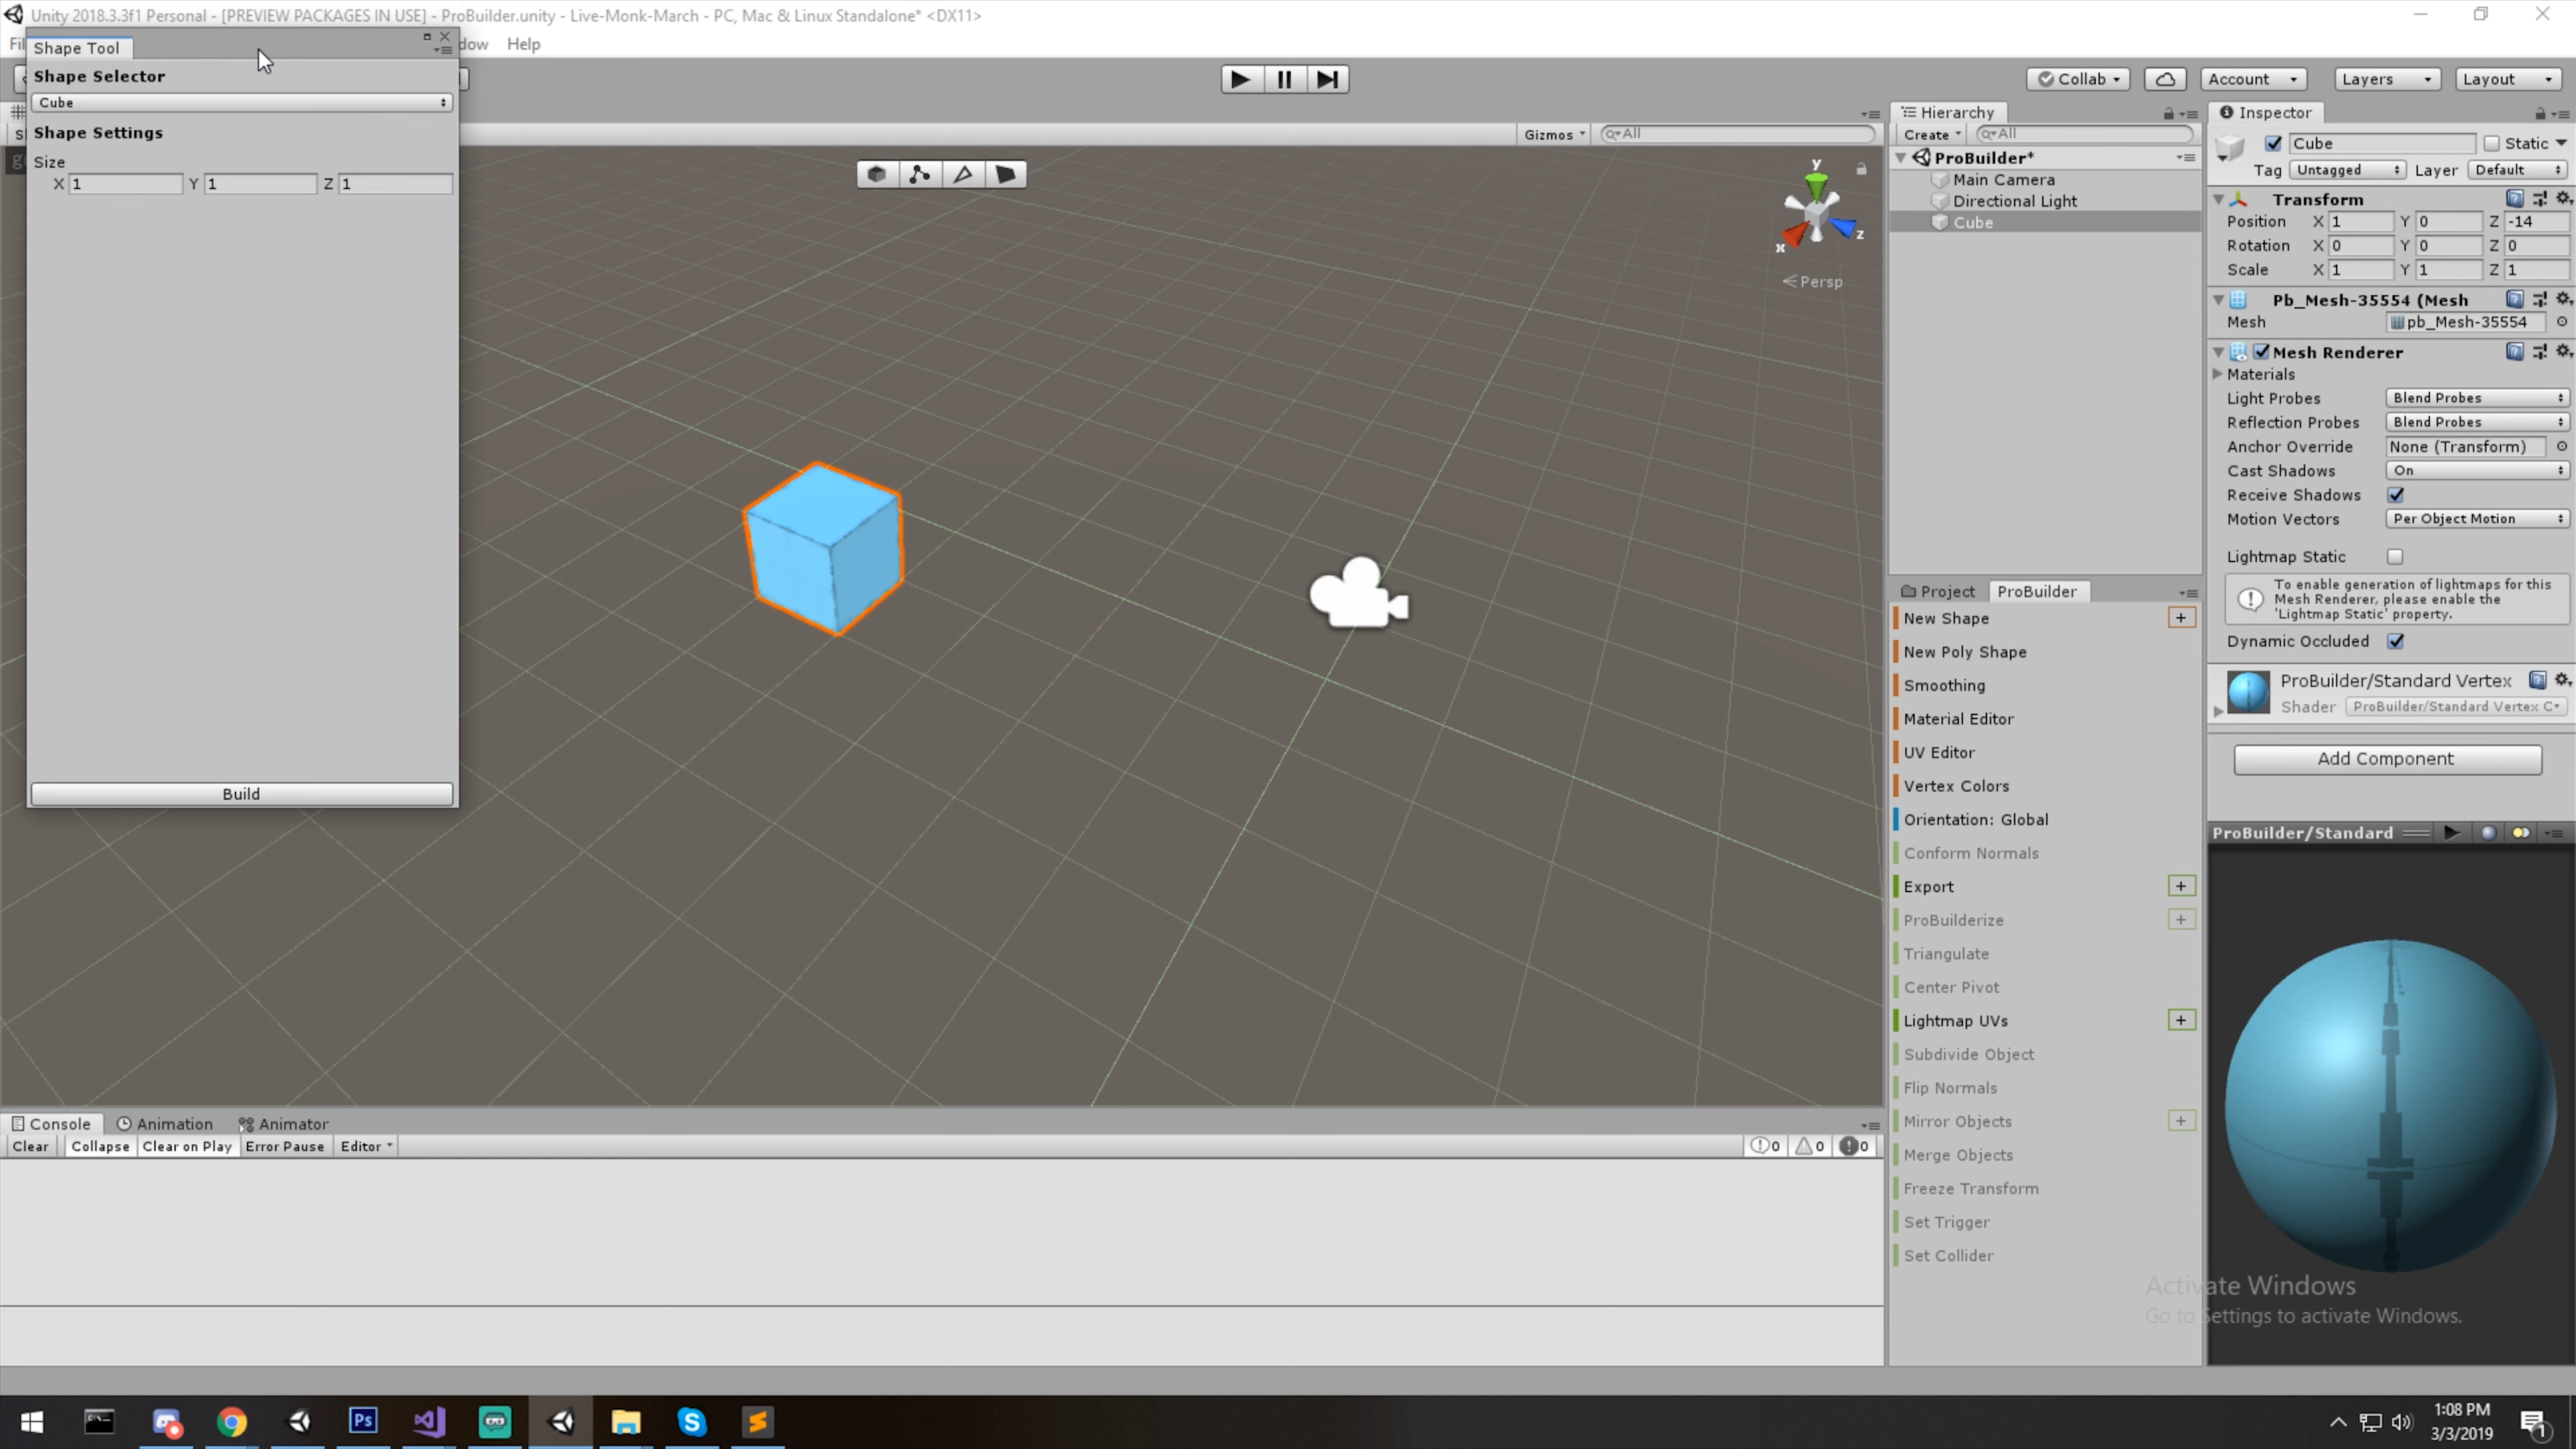 Unity 2018.3.3f1 Personal - [PREVIEW PACKAGES IN USE] - ProBuilder.unity - Live-Monk-March - PC, Mac & Linux Standalone* <DX11>
Help
Shape Tool
Shape Selector
Cube
Shape Settings
Size
X 1 Y 1 Z 1
Build
Collab
Account
Layers
Layout
Gizmos
All
y
x
z
Persp
Hierarchy
Create
All
ProBuilder*
Main Camera
Directional Light
Cube
Project
ProBuilder
New Shape
+
New Poly Shape
Smoothing
Material Editor
UV Editor
Vertex Colors
Orientation: Global
Conform Normals
Export
+
ProBuilderize
+
Triangulate
Center Pivot
Lightmap UVs
+
Subdivide Object
Flip Normals
Mirror Objects
+
Merge Objects
Freeze Transform
Set Trigger
Set Collider
Inspector
Cube
Static
Tag Untagged Layer Default
Transform
Position X 1 Y 0 Z -14
Rotation X 0 Y 0 Z 0
Scale X 1 Y 1 Z 1
Pb_Mesh-35554 (Mesh
Mesh pb_Mesh-35554
Mesh Renderer
Materials
Light Probes Blend Probes
Reflection Probes Blend Probes
Anchor Override None (Transform)
Cast Shadows On
Receive Shadows
Motion Vectors Per Object Motion
Lightmap Static
To enable generation of lightmaps for this
Mesh Renderer, please enable the
'Lightmap Static' property.
Dynamic Occluded
ProBuilder/Standard Vertex
Shader ProBuilder/Standard Vertex C
Add Component
ProBuilder/Standard
Console
Animation
Animator
Clear
Collapse
Clear on Play
Error Pause
Editor
0
0
0
Activate Windows
Go to Settings to activate Windows.
Ps
S
1:08 PM
3/3/2019
1